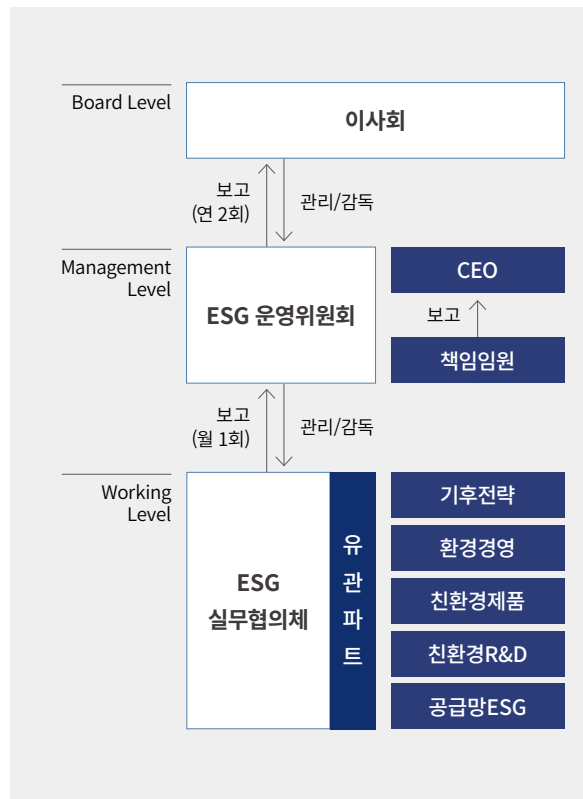 Board Level
이사회
보고
(연 2회)
관리/감독
Management
Level
ESG 운영위원회
CEO
보고
책임임원
보고
(월 1회)
관리/감독
Working
Level
ESG
실무협의체
유
관
파
트
기후전략
환경경영
친환경제품
친환경R&D
공급망ESG